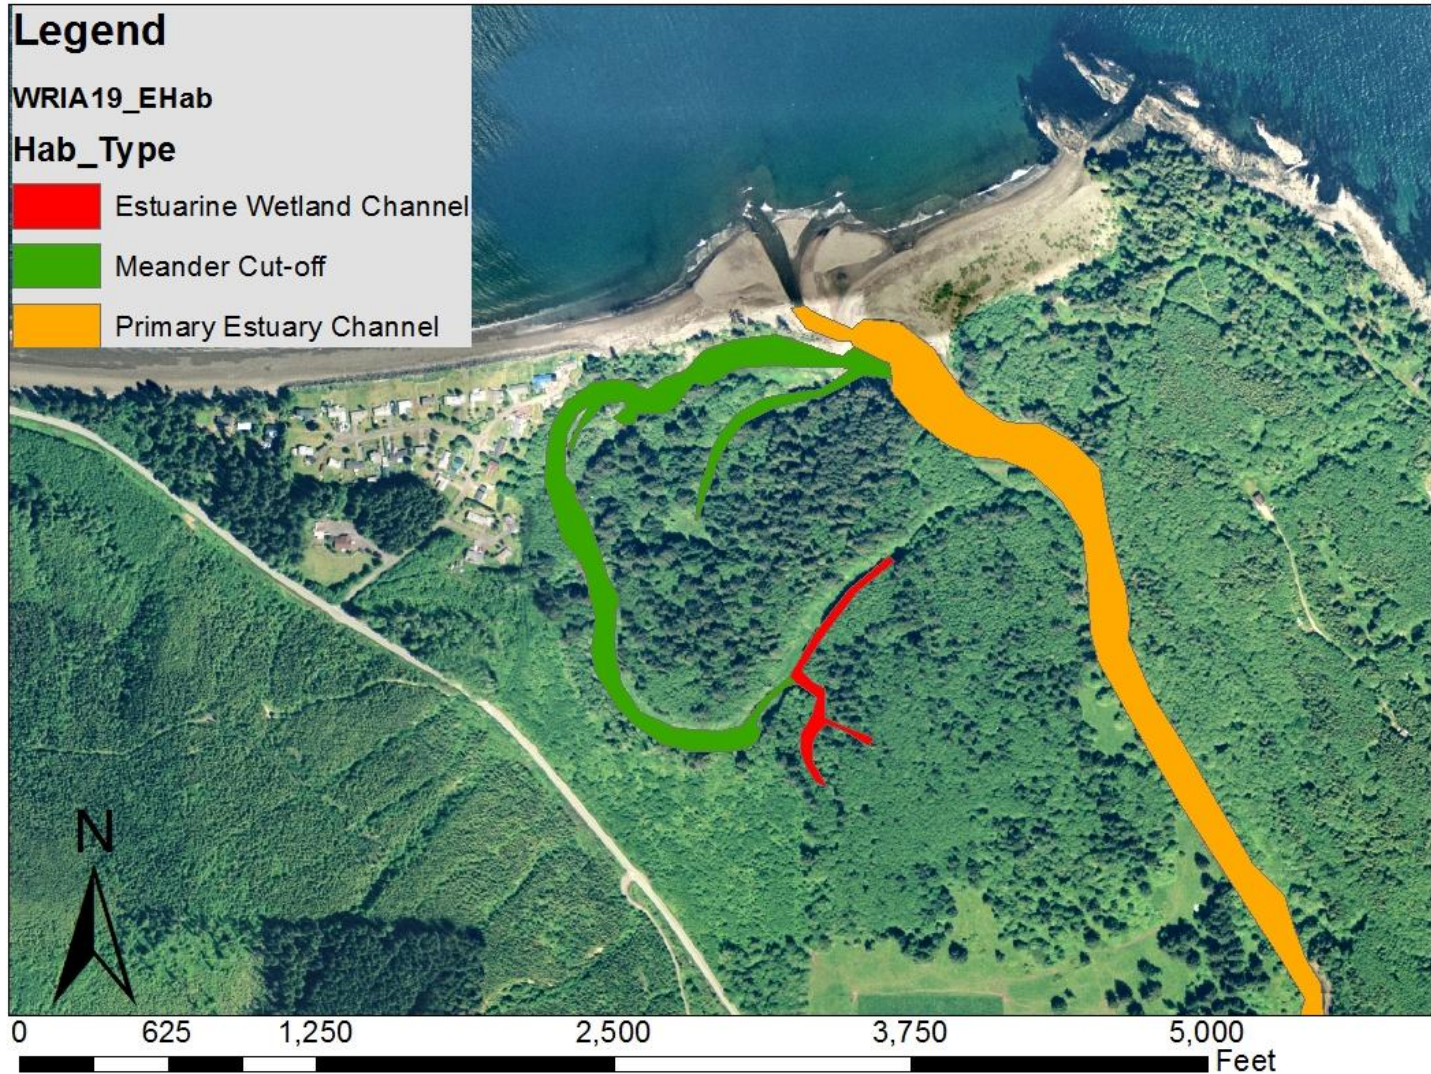 Legend
WRIA19_EHab
Hab_Type
Estuarine Wetland Channel
Meander Cut-off
Primary Estuary Channel
N
0 625 1,250 2,500 3,750 5,000
Feet